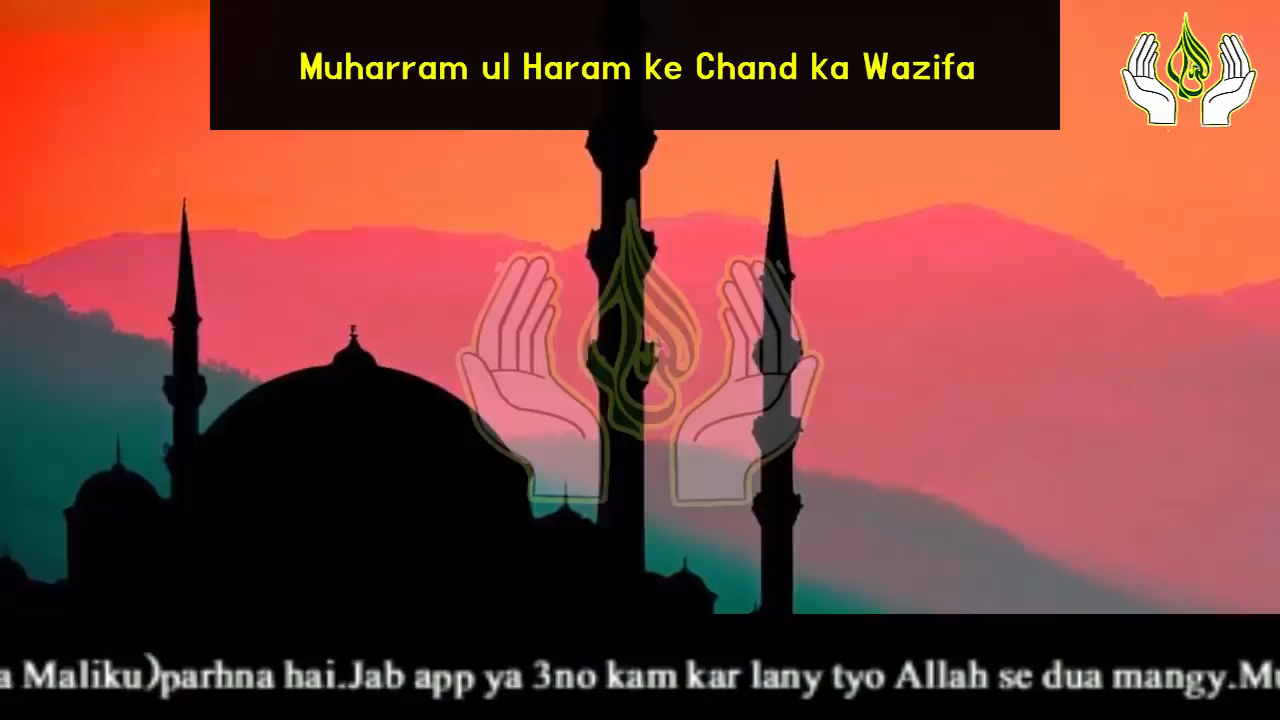 Muharram ul Haram ke Chand ka Wazifa
a Maliku)parhna hai.Jab app ya 3no kam kar lany tyo Allah se dua mangy.Mu